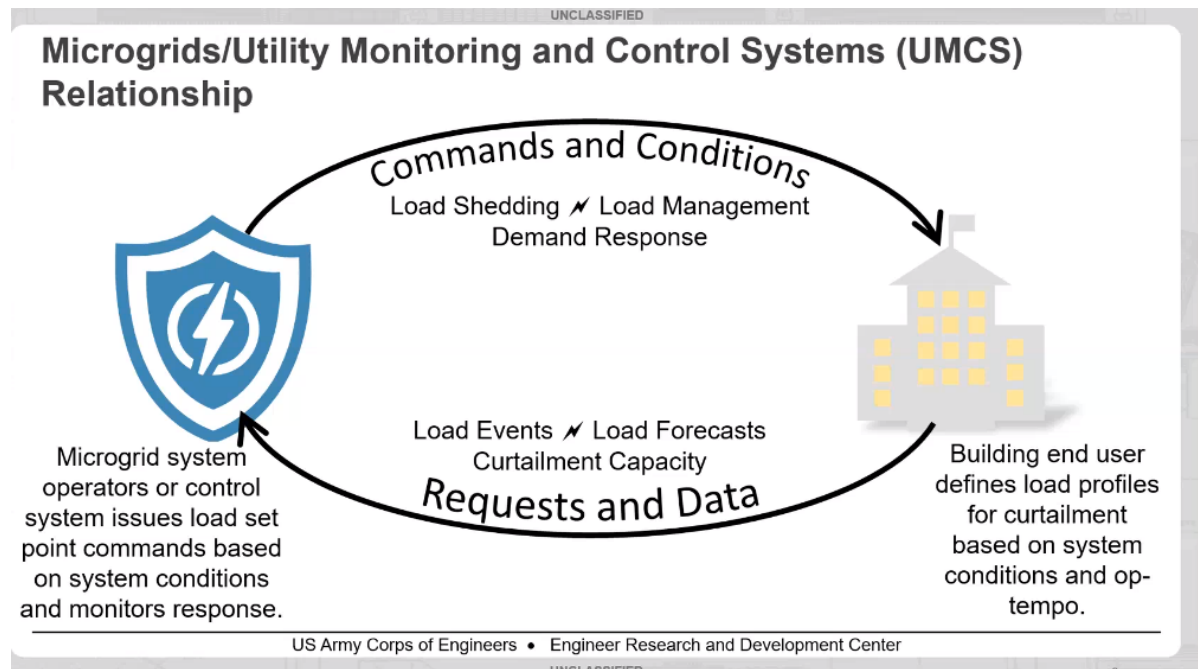 UNCLASSIFIED
Microgrids/Utility Monitoring and Control Systems (UMCS)
Relationship
Commands and Conditions
Load Shedding Load Management
Demand Response
Load Events Load Forecasts
Curtailment Capacity
Requests and Data
Microgrid system
operators or control
system issues load set
point commands based
on system conditions
and monitors response.
Building end user
defines load profiles
for curtailment
based on system
conditions and op-
tempo.
US Army Corps of Engineers • Engineer Research and Development Center
UNCLASSIFIED